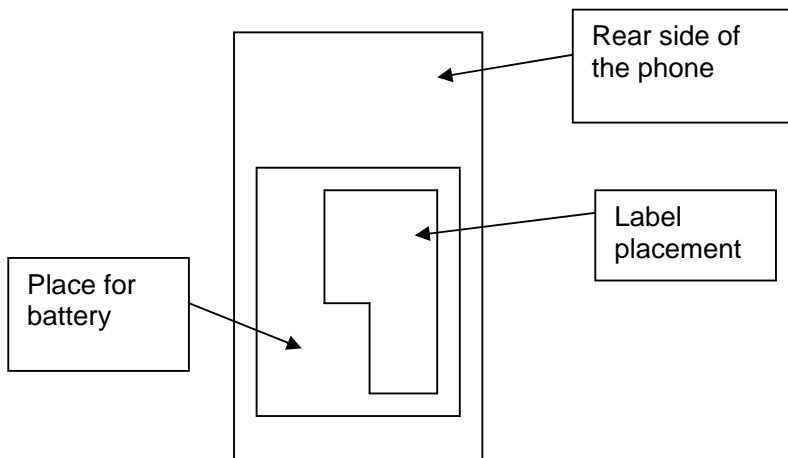 Rear side of
the phone
Label
placement
Place for
battery